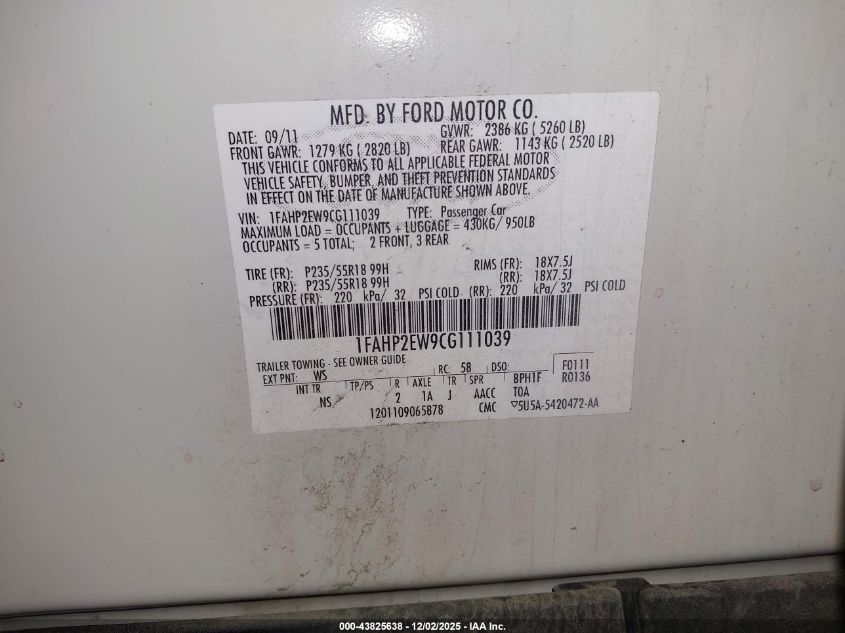 MFD. BY FORD MOTOR CO.
DATE: 09/11 GVWR: 2386 KG ( 5260 LB)
FRONT GAWR: 1279 KG ( 2820 LB) REAR GAWR: 1143 KG ( 2520 LB)
THIS VEHICLE CONFORMS TO ALL APPLICABLE FEDERAL MOTOR
VEHICLE SAFETY, BUMPER, AND THEFT PREVENTION STANDARDS
IN EFFECT ON THE DATE OF MANUFACTURE SHOWN ABOVE.
VIN: 1FAHP2EW9CG111039 TYPE: Passenger Car
MAXIMUM LOAD = OCCUPANTS + LUGGAGE = 430KG/ 950LB
OCCUPANTS = 5 TOTAL; 2 FRONT, 3 REAR
TIRE (FR): P235/55R18 99H RIMS (FR): 18X7.5J
(RR): P235/55R18 99H (RR): 18X7.5J
PRESSURE (FR): 220 kPa/ 32 PSI COLD (RR): 220 kPa/ 32 PSI COLD
1FAHP2EW9CG111039
TRAILER TOWING - SEE OWNER GUIDE
EXT PNT: WS RC: 58 DSO: F0111
INT TR TP/PS R AXLE TR SPR BPH1F R0136
NS 2 1A J AACC TOA
1201109065878 CMC ▽5U5A-5420472-AA
000-43825638 - 12/02/2025 - IAA Inc.